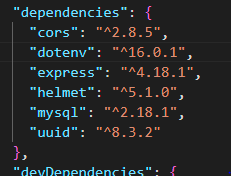 "dependencies": {
"cors": "^2.8.5",
"dotenv": "^16.0.1",
"express": "^4.18.1",
"helmet": "^5.1.0",
"mysql": "^2.18.1",
"uuid": "^8.3.2"
},
"devDependencies": {